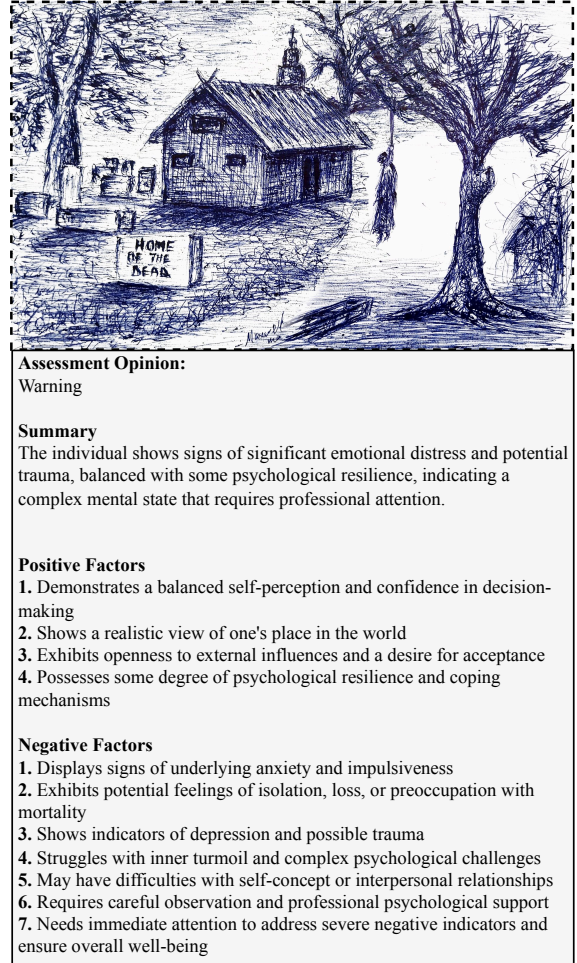 HOME
OF THE
DEAD
Assessment Opinion:
Warning
Summary
The individual shows signs of significant emotional distress and potential
trauma, balanced with some psychological resilience, indicating a
complex mental state that requires professional attention.
Positive Factors
1. Demonstrates a balanced self-perception and confidence in decision-
making
2. Shows a realistic view of one's place in the world
3. Exhibits openness to external influences and a desire for acceptance
4. Possesses some degree of psychological resilience and coping
mechanisms
Negative Factors
1. Displays signs of underlying anxiety and impulsiveness
2. Exhibits potential feelings of isolation, loss, or preoccupation with
mortality
3. Shows indicators of depression and possible trauma
4. Struggles with inner turmoil and complex psychological challenges
5. May have difficulties with self-concept or interpersonal relationships
6. Requires careful observation and professional psychological support
7. Needs immediate attention to address severe negative indicators and
ensure overall well-being